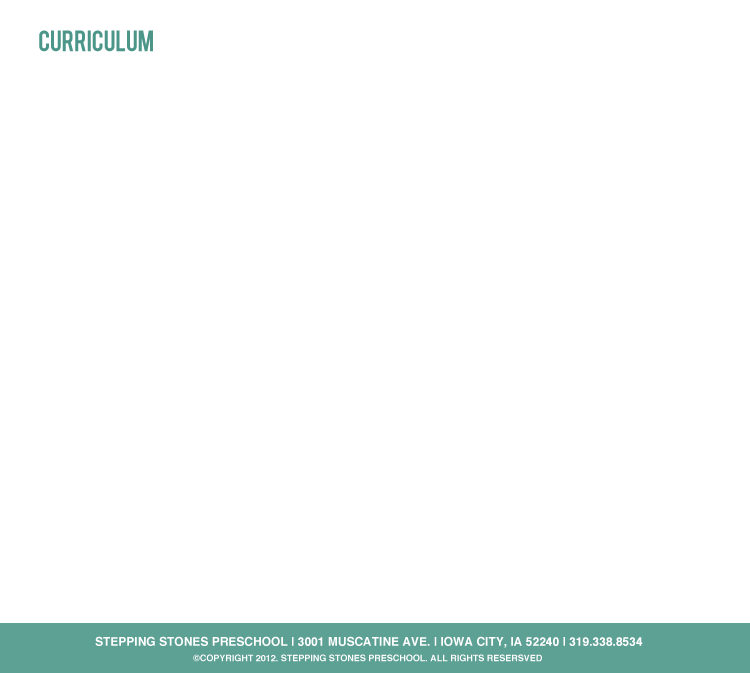 CURRICULUM
STEPPING STONES PRESCHOOL | 3001 MUSCATINE AVE. | IOWA CITY, IA 52240 | 319.338.8534
©COPYRIGHT 2012. STEPPING STONES PRESCHOOL. ALL RIGHTS RESERSVED